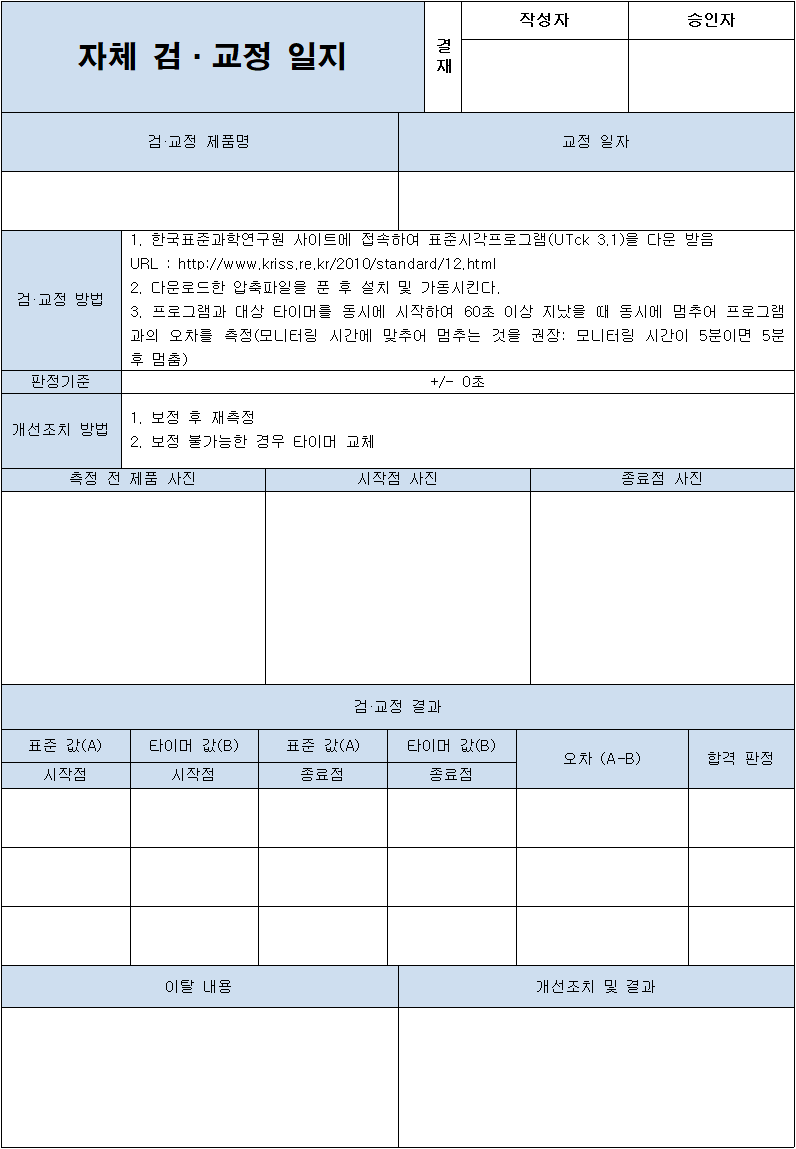 자체 검·교정 일지
결재
작성자
승인자
검·교정 제품명
교정 일자
검·교정 방법
1. 한국표준과학연구원 사이트에 접속하여 표준시각프로그램(UTck 3.1)을 다운 받음
URL : http://www.kriss.re.kr/2010/standard/12.html
2. 다운로드한 압축파일을 푼 후 설치 및 가동시킨다.
3. 프로그램과 대상 타이머를 동시에 시작하여 60초 이상 지났을 때 동시에 멈추어 프로그램
과의 오차를 측정(모니터링 시간에 맞추어 멈추는 것을 권장: 모니터링 시간이 5분이면 5분
후 멈춤)
판정기준
+/- 0초
개선조치 방법
1. 보정 후 재측정
2. 보정 불가능한 경우 타이머 교체
측정 전 제품 사진
시작점 사진
종료점 사진
검·교정 결과
표준 값(A)
타이머 값(B)
표준 값(A)
타이머 값(B)
오차 (A-B)
합격 판정
시작점
시작점
종료점
종료점
이탈 내용
개선조치 및 결과